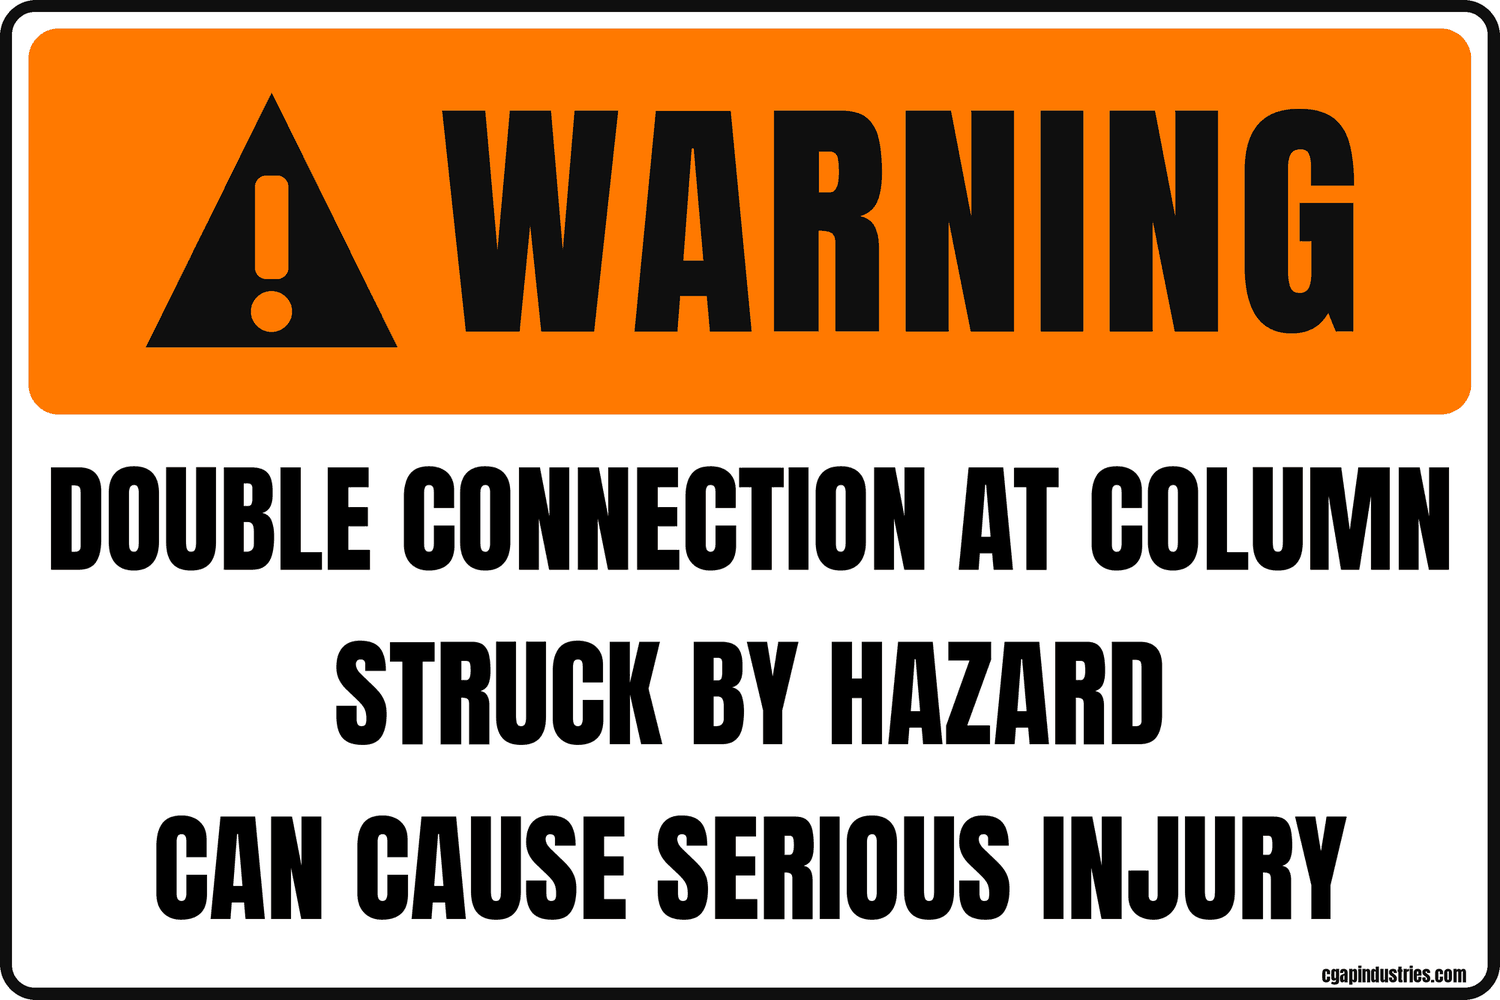 WARNING
DOUBLE CONNECTION AT COLUMN
STRUCK BY HAZARD
CAN CAUSE SERIOUS INJURY
cgapindustries.com